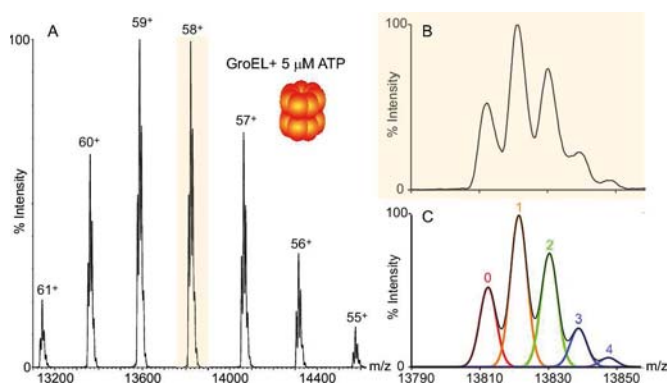 A
100
% Intensity
0
61+
60+
59+
58+
57+
56+
55+
GroEL+ 5 μM ATP
13200
13600
14000
14400
m/z
B
100
% Intensity
0
C
100
% Intensity
0
0
1
2
3
4
13790
13810
13830
13850
m/z